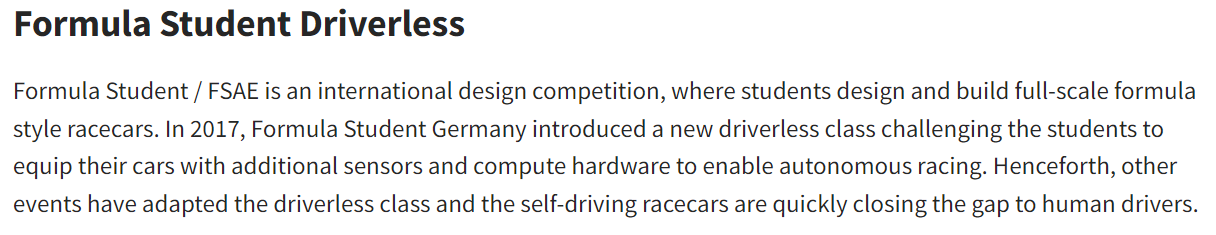 Formula Student Driverless
Formula Student / FSAE is an international design competition, where students design and build full-scale formula
style racecars. In 2017, Formula Student Germany introduced a new driverless class challenging the students to
equip their cars with additional sensors and compute hardware to enable autonomous racing. Henceforth, other
events have adapted the driverless class and the self-driving racecars are quickly closing the gap to human drivers.